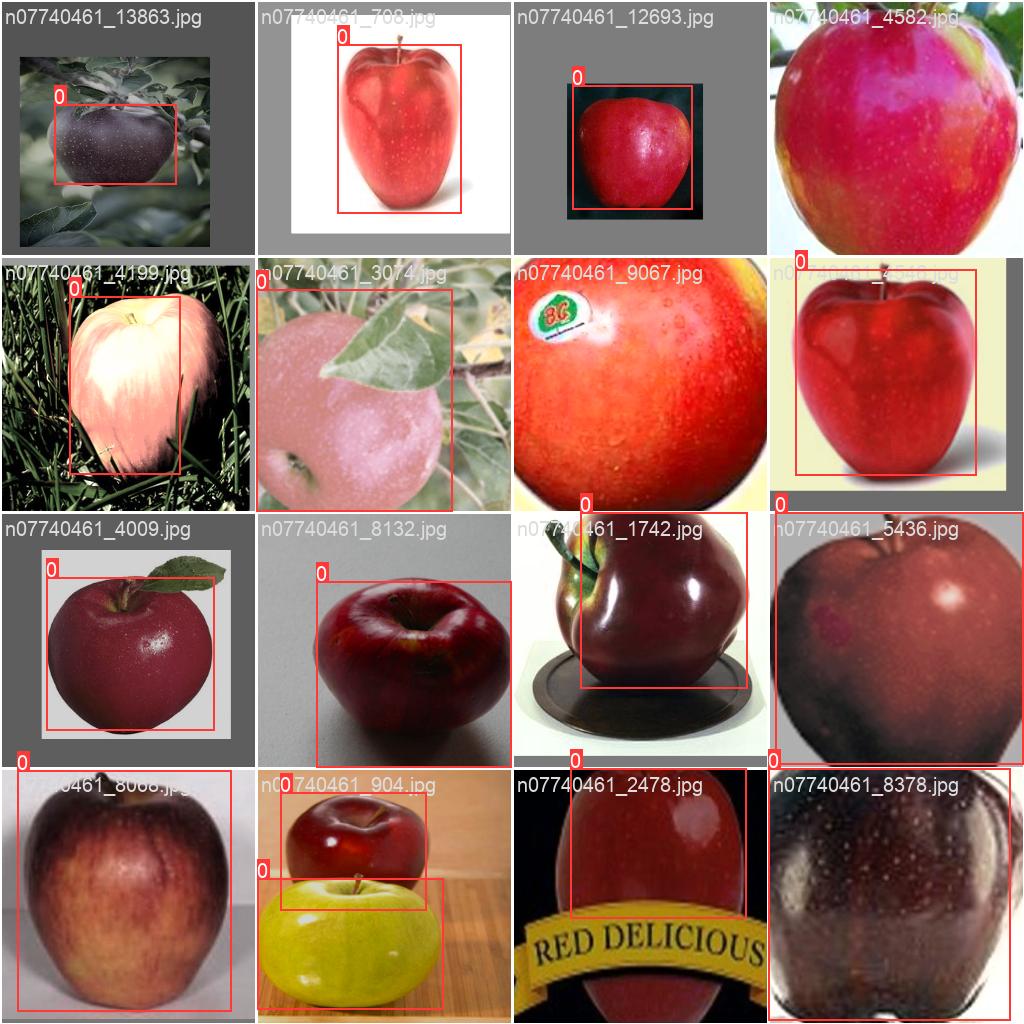 n07740461_13863.jpg
n07740461_708.jpg
n07740461_12693.jpg
n07740461_4582.jpg
0
0
0
n07740461_4199.jpg
n07740461_3074.jpg
n07740461_9067.jpg
0
0
0
BC
n07740461_4009.jpg
n07740461_8132.jpg
n07740461_1742.jpg
n07740461_5436.jpg
0
0
0
0
n07740461_904.jpg
n07740461_2478.jpg
n07740461_8378.jpg
0
0
0
0
0
RED DELICIOUS